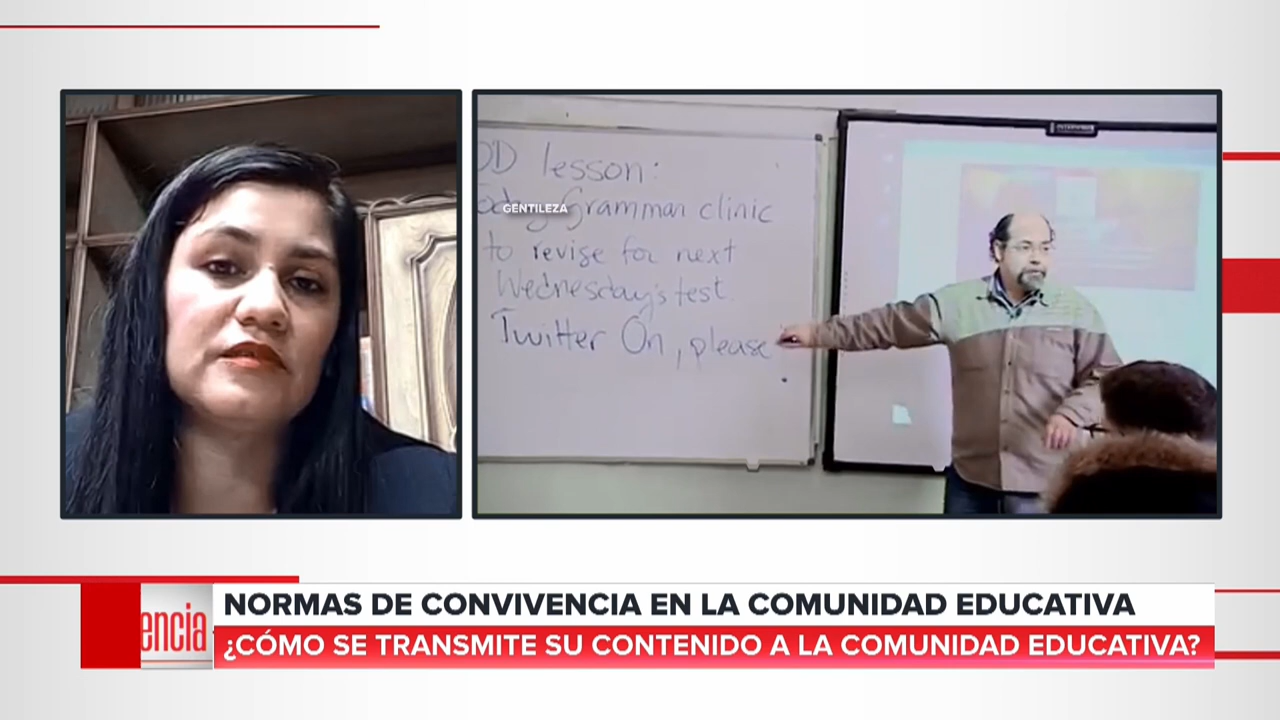 OD lesson:
Grammar clinic
to revise for next
Wednesday's test.
Twitter On, please
GENTILEZA
encia
NORMAS DE CONVIVENCIA EN LA COMUNIDAD EDUCATIVA
¿CÓMO SE TRANSMITE SU CONTENIDO A LA COMUNIDAD EDUCATIVA?